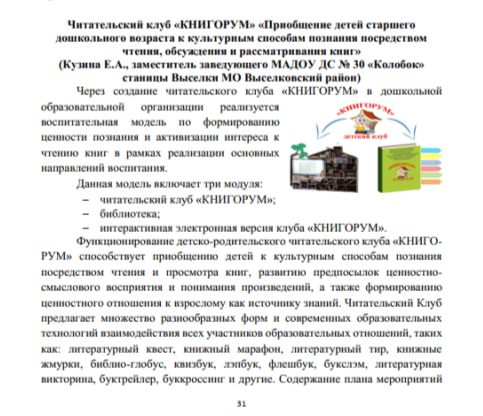 Читательский клуб «КНИГОРУМ» «Приобщение детей старшего
дошкольного возраста к культурным способам познания посредством
чтения, обсуждения и рассматривания книг»
(Кузина Е.А., заместитель заведующего МАДОУ ДС № 30 «Колобок»
станицы Выселки МО Выселковский район)
Через создание читательского клуба «КНИГОРУМ» в дошкольной
образовательной организации реализуется
воспитательная модель по формированию
ценности познания и активизации интереса к
чтению книг в рамках реализации основных
направлений воспитания.
«КНИГОРУМ»
детский клуб
Данная модель включает три модуля:
− читательский клуб «КНИГОРУМ»;
− библиотека;
− интерактивная электронная версия клуба «КНИГОРУМ».
Функционирование детско-родительского читательского клуба «КНИГО-
РУМ» способствует приобщению детей к культурным способам познания
посредством чтения и просмотра книг, развитию предпосылок ценностно-
смыслового восприятия и понимания произведений, а также формированию
ценностного отношения к взрослому как источнику знаний. Читательский Клуб
предлагает множество разнообразных форм и современных образовательных
технологий взаимодействия всех участников образовательных отношений, таких
как: литературный квест, книжный марафон, литературный тир, книжные
жмурки, библио-глобус, квизбук, лэпбук, флешбук, букслэм, литературная
викторина, буктрейлер, буккроссинг и другие. Содержание плана мероприятий
31